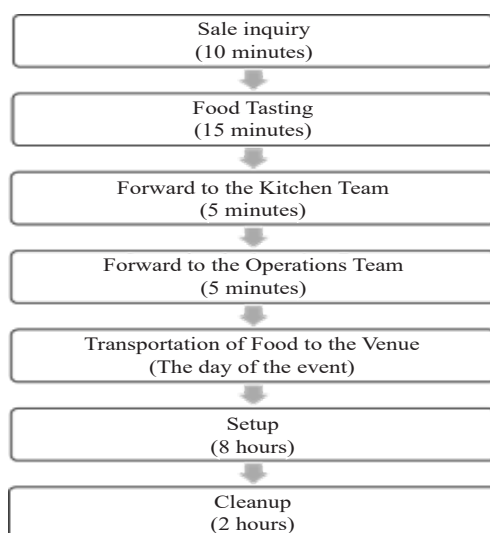 Sale inquiry
(10 minutes)
Food Tasting
(15 minutes)
Forward to the Kitchen Team
(5 minutes)
Forward to the Operations Team
(5 minutes)
Transportation of Food to the Venue
(The day of the event)
Setup
(8 hours)
Cleanup
(2 hours)